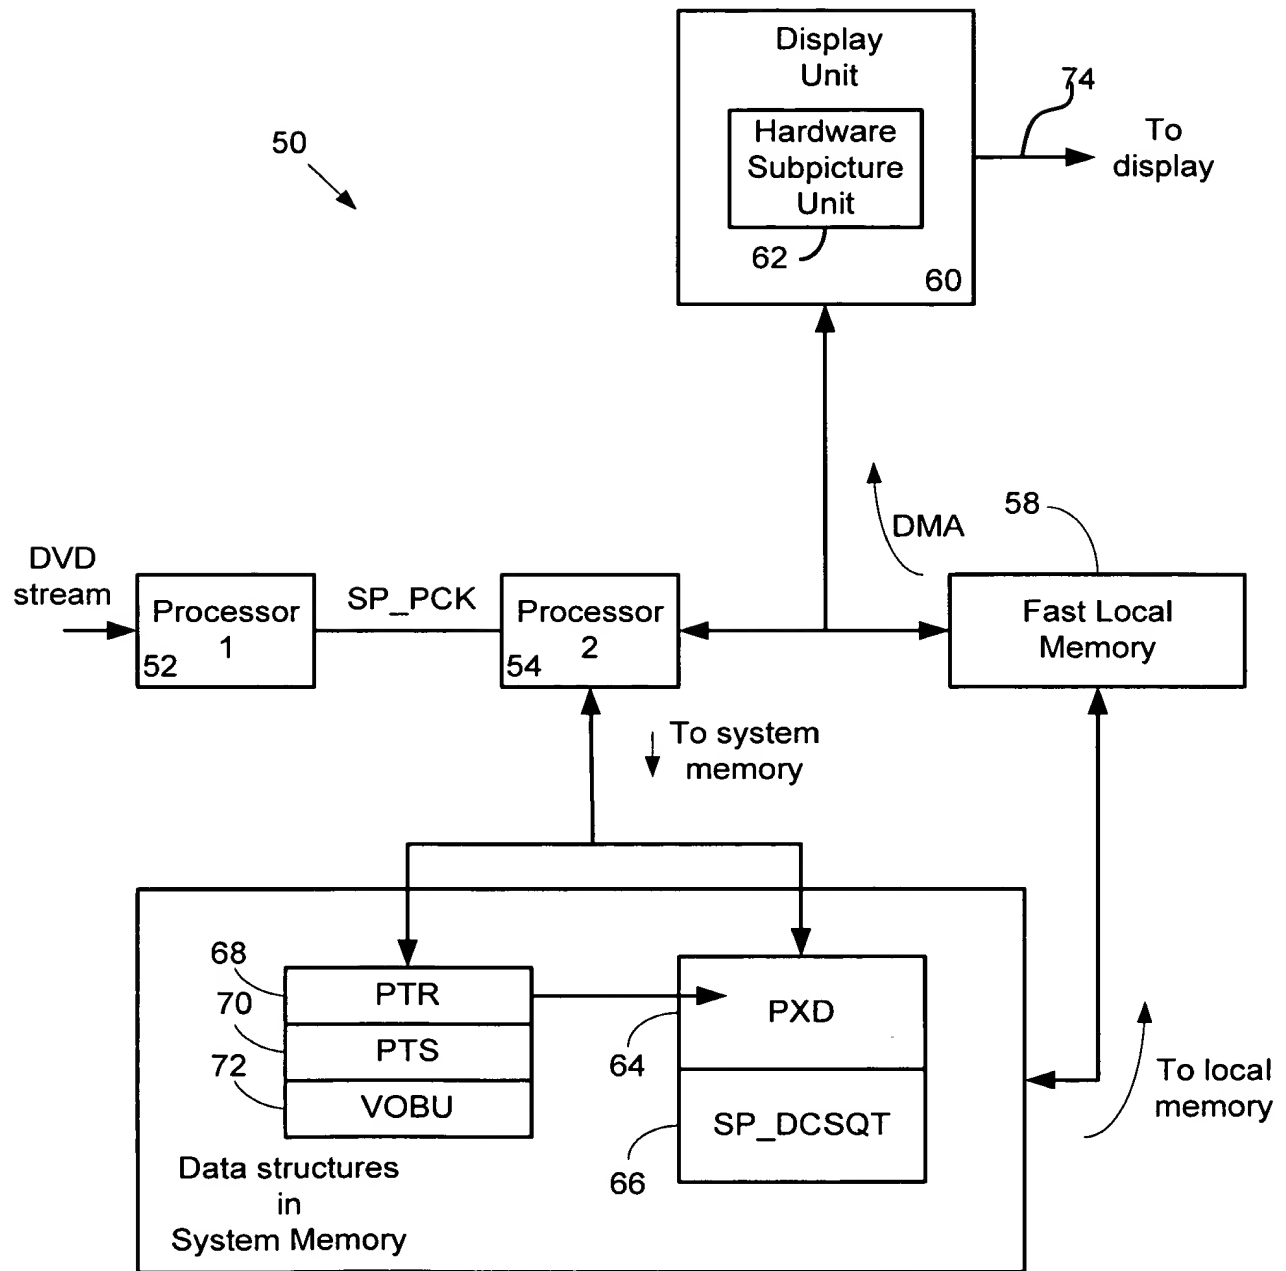 Display
Unit
74
50
Hardware
Subpicture
Unit
To
display
62
60
58
DMA
DVD
stream
Processor
1
52
SP_PCK
Processor
2
54
Fast Local
Memory
To system
memory
68
PTR
70
PTS
72
VOBU
PXD
64
SP_DCSQT
66
To local
memory
Data structures
in
System Memory